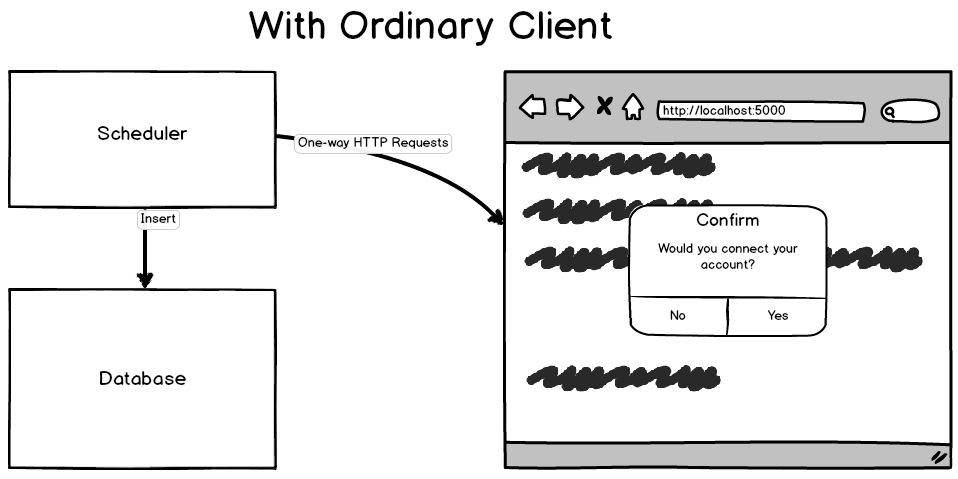 With Ordinary Client
Scheduler
One-way HTTP Requests
Insert
Database
http://localhost:5000
Confirm
Would you connect your
account?
No
Yes